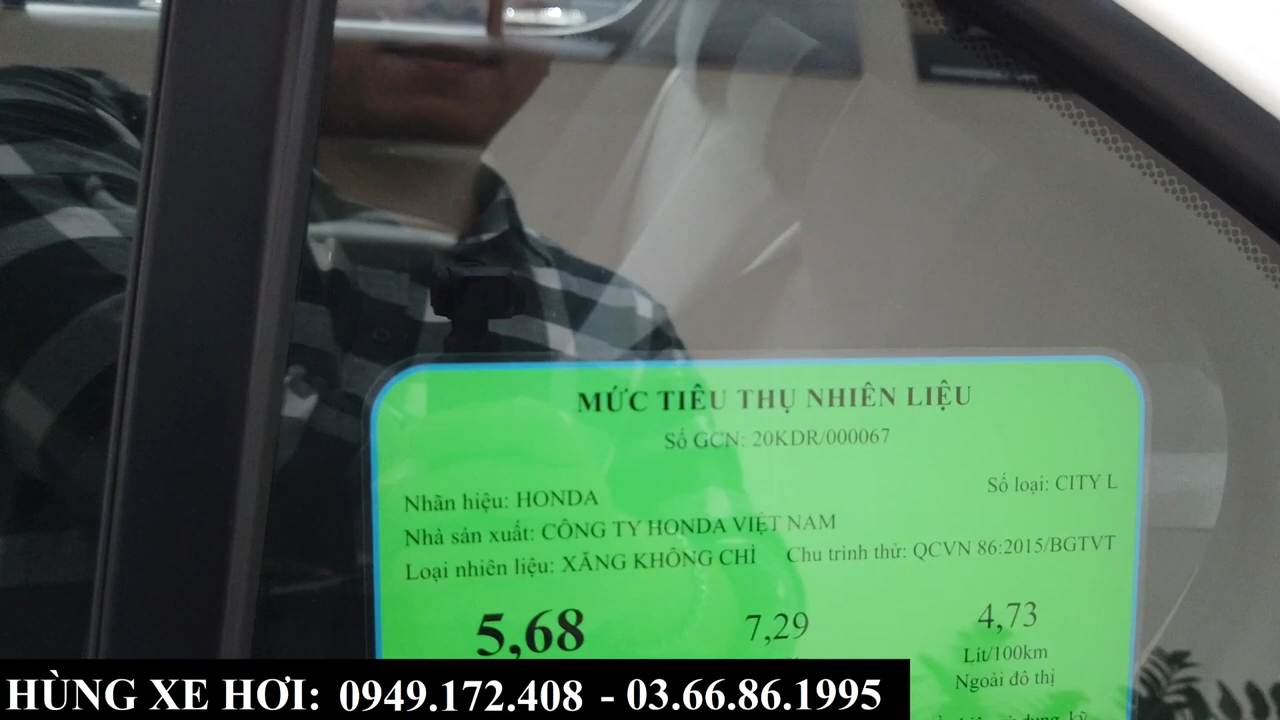 MỨC TIÊU THỤ NHIÊN LIỆU
Số GCN: 20KDR/000067
Nhãn hiệu: HONDA
Số loại: CITY L
Nhà sản xuất: CÔNG TY HONDA VIỆT NAM
Loại nhiên liệu: XĂNG KHÔNG CHÌ
Chu trình thử: QCVN 86:2015/BGTVT
5,68
7,29
4,73
Lít/100km
Ngoài đô thị
HÙNG XE HƠI: 0949.172.408 - 03.66.86.1995